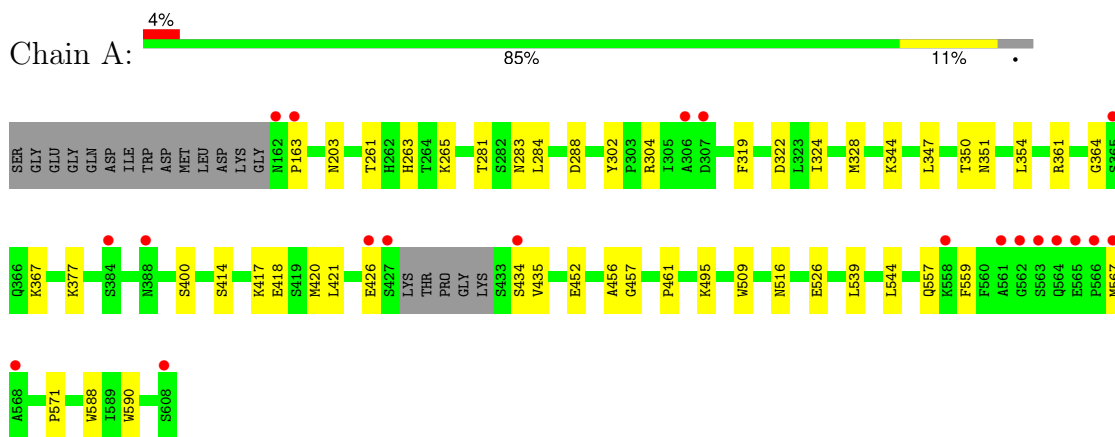 4%
Chain A:
85% 11% •
SER GLY GLU GLY GLN ASP ILE TRP ASP MET LEU ASP LYS GLY N162 P163 N203 T261 H262 H263 T264 K265 T281 S282 N283 L284 D288 Y302 P303 R304 I305 A306 D307 F319 D322 L323 I324 M328 K344 L347 T350 N351 L354 R361 G364 S365
Q366 K367 K377 S384 N388 S400 S414 K417 E418 S419 M420 L421 E426 S427 LYS THR PRO GLY LYS S433 S434 V435 E452 A456 G457 P461 K495 W509 N516 E526 L539 L544 Q557 K558 F559 F560 A561 G562 S563 Q564 E565 P566 M567
A568 P571 W588 I589 W590 S608